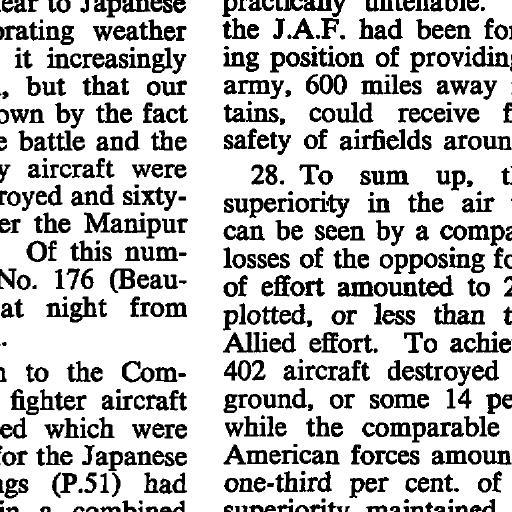 to Japanese
weather
it increasingly
, but that our
own by the fact
battle and the
aircraft were
royed and sixty-
er the Manipur
Of this num-
No. 176 (Beau-
at night from
to the Com-
fighter aircraft
ed which were
for the Japanese
ngs (P.51) had
in a combined
practically untenable.
the J.A.F. had been for
ing position of providing
army, 600 miles away
tains, could receive f
safety of airfields aroun
28. To sum up, t
superiority in the air
can be seen by a compa
losses of the opposing fo
of effort amounted to 2
plotted, or less than t
Allied effort. To achie
402 aircraft destroyed
ground, or some 14 pe
while the comparable
American forces amoun
one-third per cent. of
superiority maintained